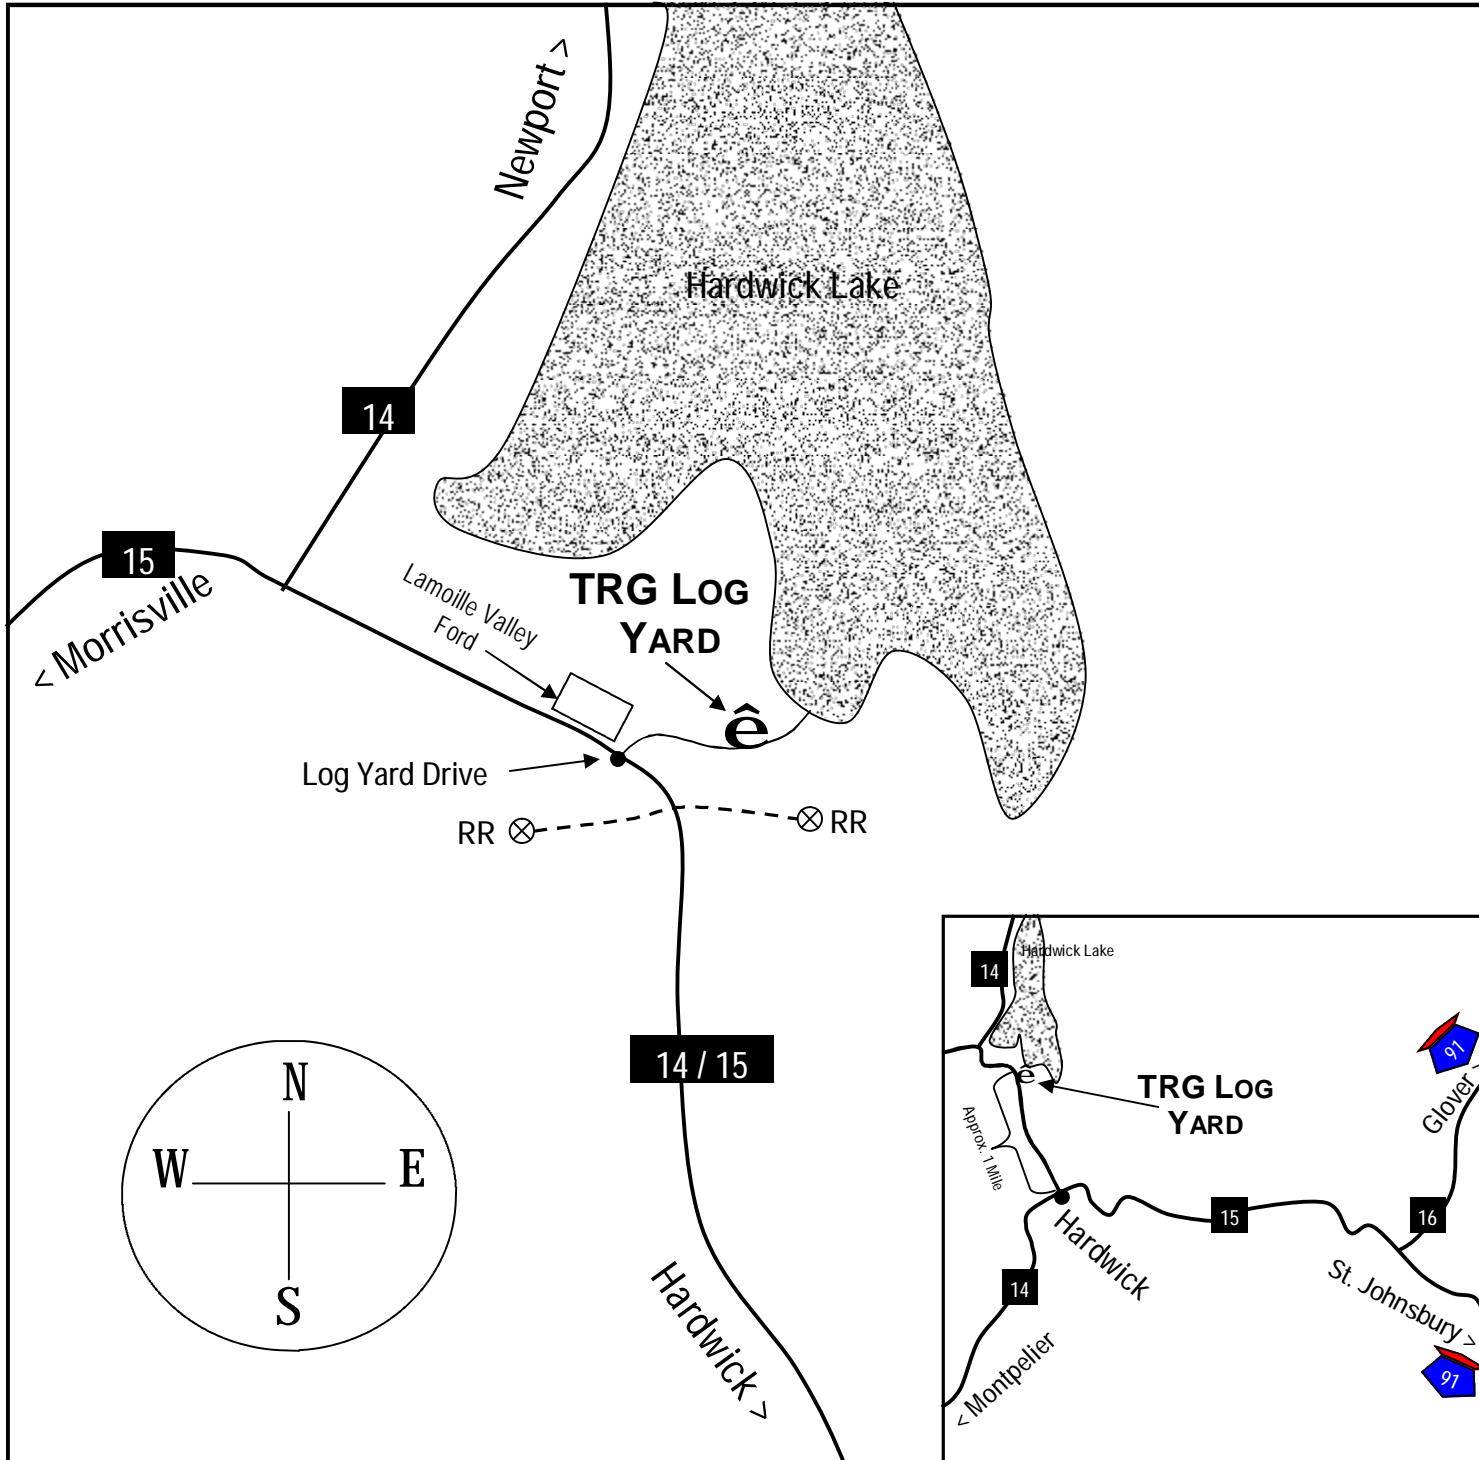 Newport >
Hardwick Lake
14
15
< Morrisville
Lamoille Valley
Ford
TRG LOG
YARD
ê
Log Yard Drive
RR
RR
14 / 15
N
W
E
S
Hardwick >
14
Hardwick Lake
ê
TRG LOG
YARD
Approx. 1 Mile
91
Glover >
Hardwick
15
16
14
St. Johnsbury >
< Montpelier
91